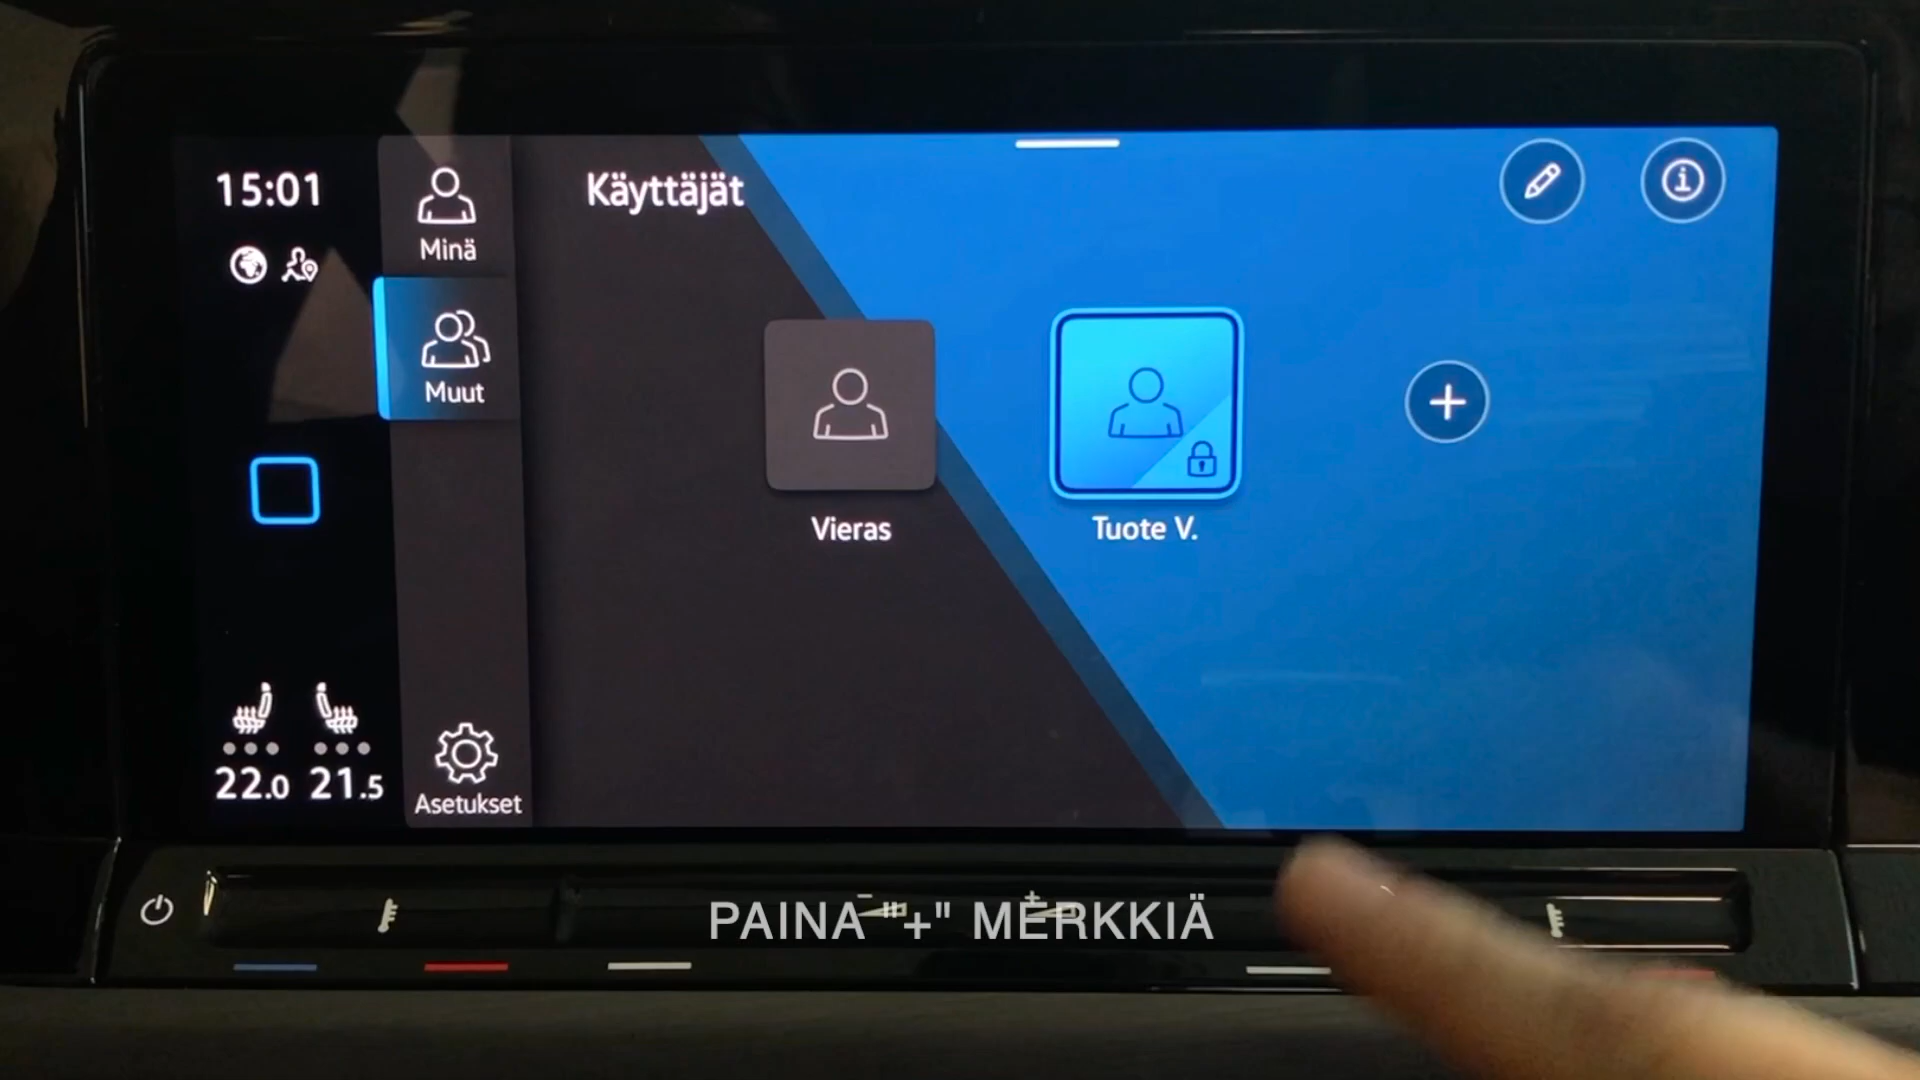 15:01
Minä
Käyttäjät
Muut
Vieras
Tuote V.
22.0 21.5
Asetukset
PAINA "+" MERKKIÄ